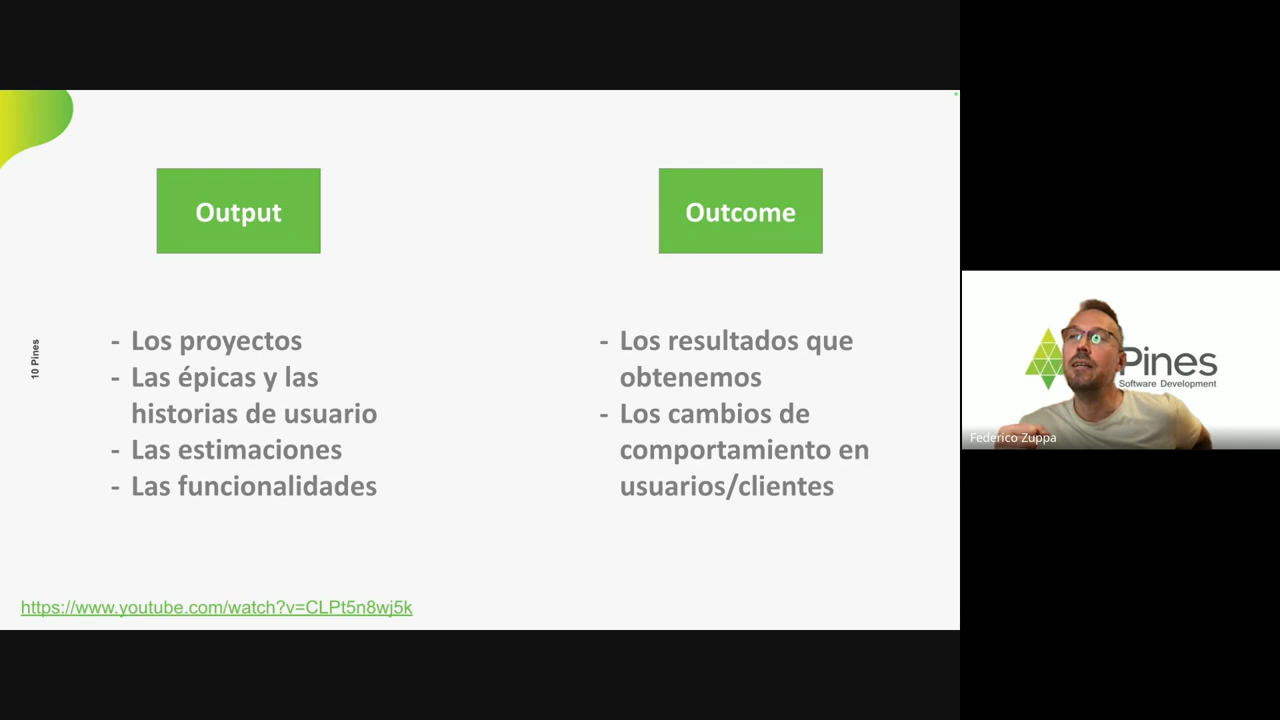 Output
Outcome
- Los proyectos
- Las épicas y las
historias de usuario
- Las estimaciones
- Las funcionalidades
- Los resultados que
obtenemos
- Los cambios de
comportamiento en
usuarios/clientes
10 Pines
https://www.youtube.com/watch?v=CLPt5n8wj5k
Pines
Software Development
Federico Zuppa